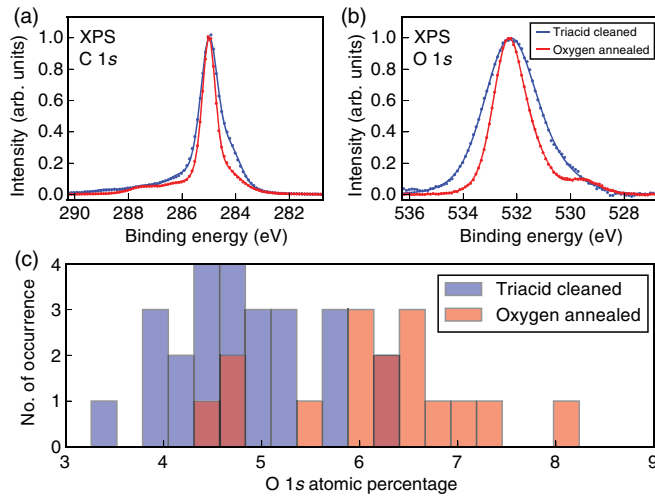 (a)
XPS
C 1s
Intensity (arb. units)
1.0
0.8
0.6
0.4
0.2
0.0
290
288
286
284
282
Binding energy (eV)
(b)
XPS
O 1s
Triacid cleaned
Oxygen annealed
Intensity (arb. units)
1.0
0.8
0.6
0.4
0.2
0.0
536
534
532
530
528
Binding energy (eV)
(c)
Triacid cleaned
Oxygen annealed
No. of occurrence
4
3
2
1
0
3
4
5
6
7
8
9
O 1s atomic percentage